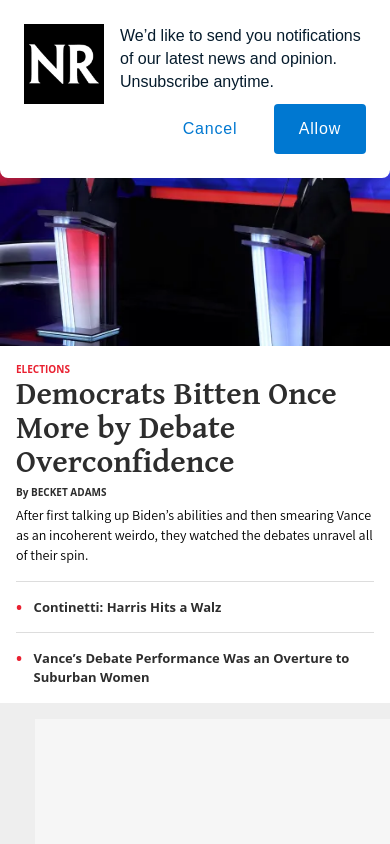 NR
We’d like to send you notifications
of our latest news and opinion.
Unsubscribe anytime.
Cancel
Allow
ELECTIONS
Democrats Bitten Once
More by Debate
Overconfidence
By BECKET ADAMS
After first talking up Biden’s abilities and then smearing Vance
as an incoherent weirdo, they watched the debates unravel all
of their spin.
• Continetti: Harris Hits a Walz
• Vance’s Debate Performance Was an Overture to
Suburban Women